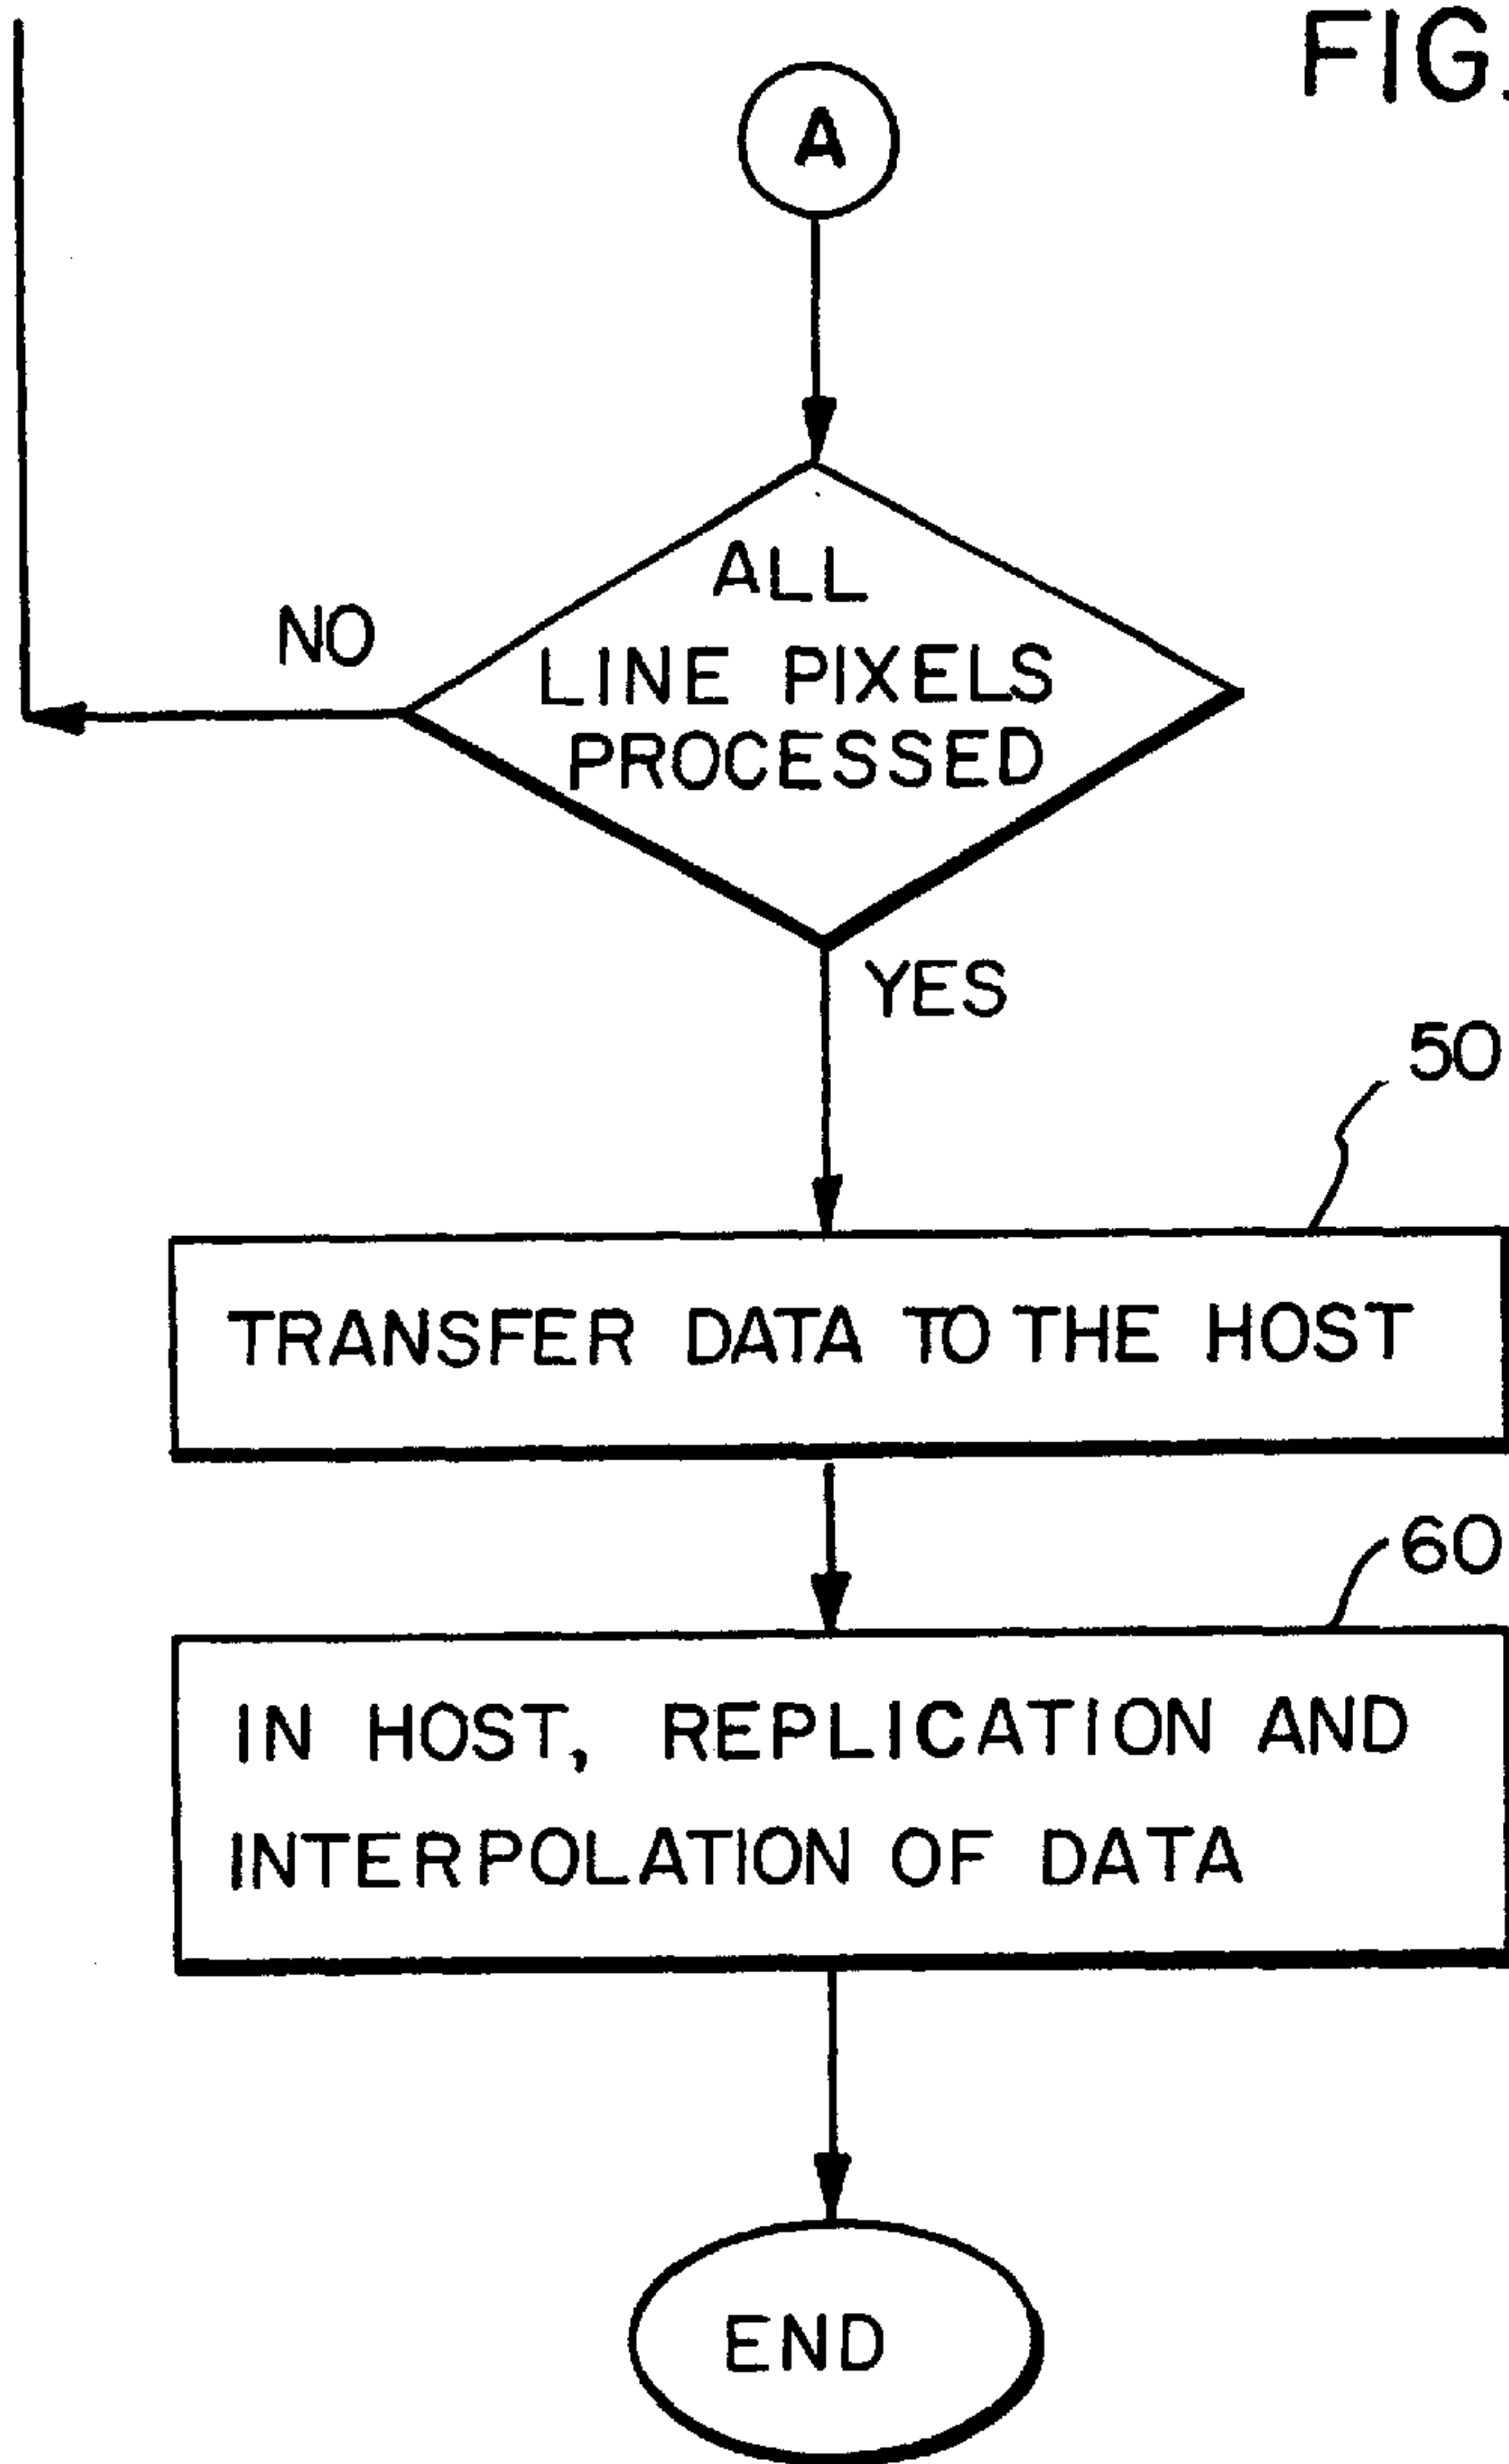 FIG.
A
ALL
LINE PIXELS
PROCESSED
NO
YES
50
TRANSFER DATA TO THE HOST
60
IN HOST, REPLICATION AND
INTERPOLATION OF DATA
END